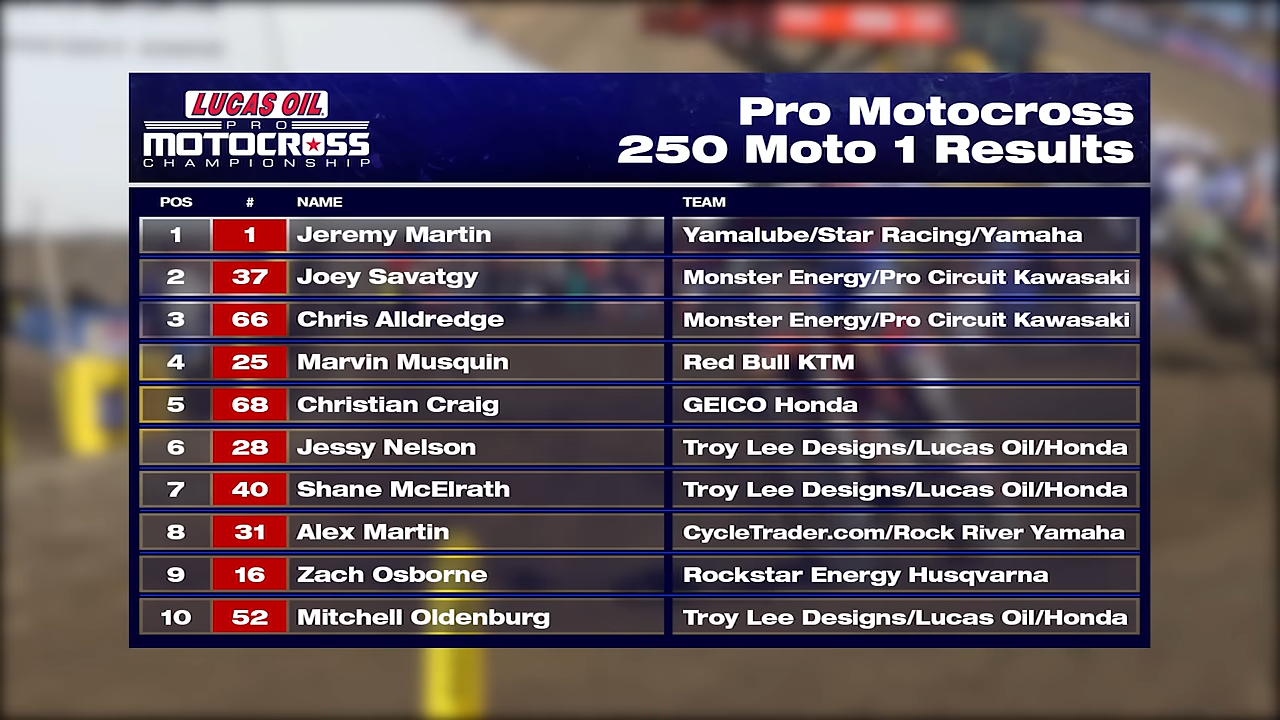 LUCAS OIL
PRO
MOTOCROSS
CHAMPIONSHIP
Pro Motocross
250 Moto 1 Results
POS # NAME TEAM
1 1 Jeremy Martin Yamalube/Star Racing/Yamaha
2 37 Joey Savatgy Monster Energy/Pro Circuit Kawasaki
3 66 Chris Alldredge Monster Energy/Pro Circuit Kawasaki
4 25 Marvin Musquin Red Bull KTM
5 68 Christian Craig GEICO Honda
6 28 Jessy Nelson Troy Lee Designs/Lucas Oil/Honda
7 40 Shane McElrath Troy Lee Designs/Lucas Oil/Honda
8 31 Alex Martin CycleTrader.com/Rock River Yamaha
9 16 Zach Osborne Rockstar Energy Husqvarna
10 52 Mitchell Oldenburg Troy Lee Designs/Lucas Oil/Honda